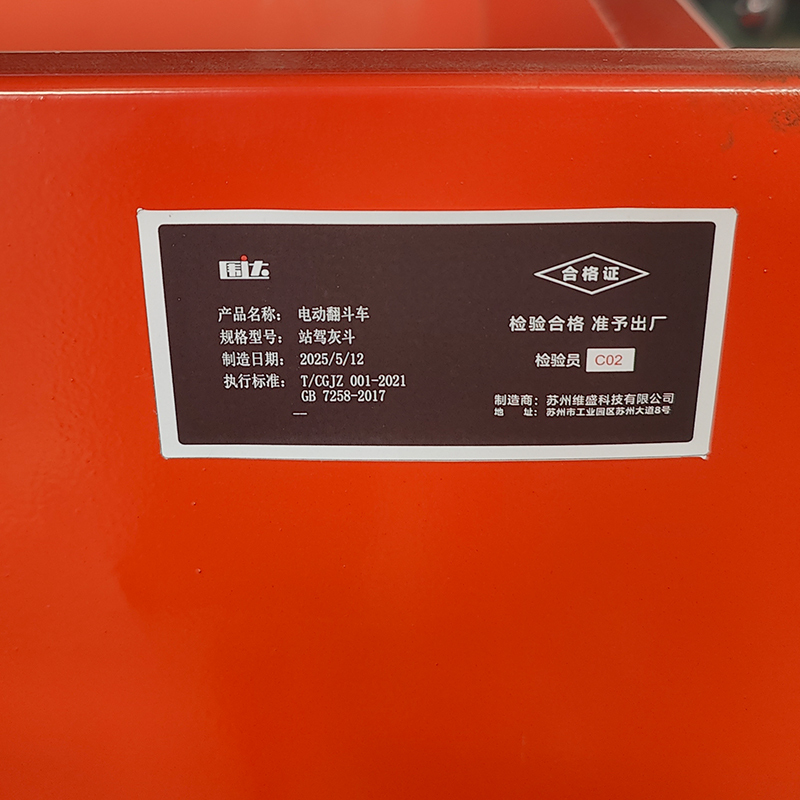 围达
产品名称： 电动翻斗车
规格型号： 站驾灰斗
制造日期： 2025/5/12
执行标准： T/CGJZ 001-2021
GB 7258-2017
合格证
检验合格 准予出厂
检验员 C02
制造商： 苏州维盛科技有限公司
地 址： 苏州市工业园区苏州大道8号